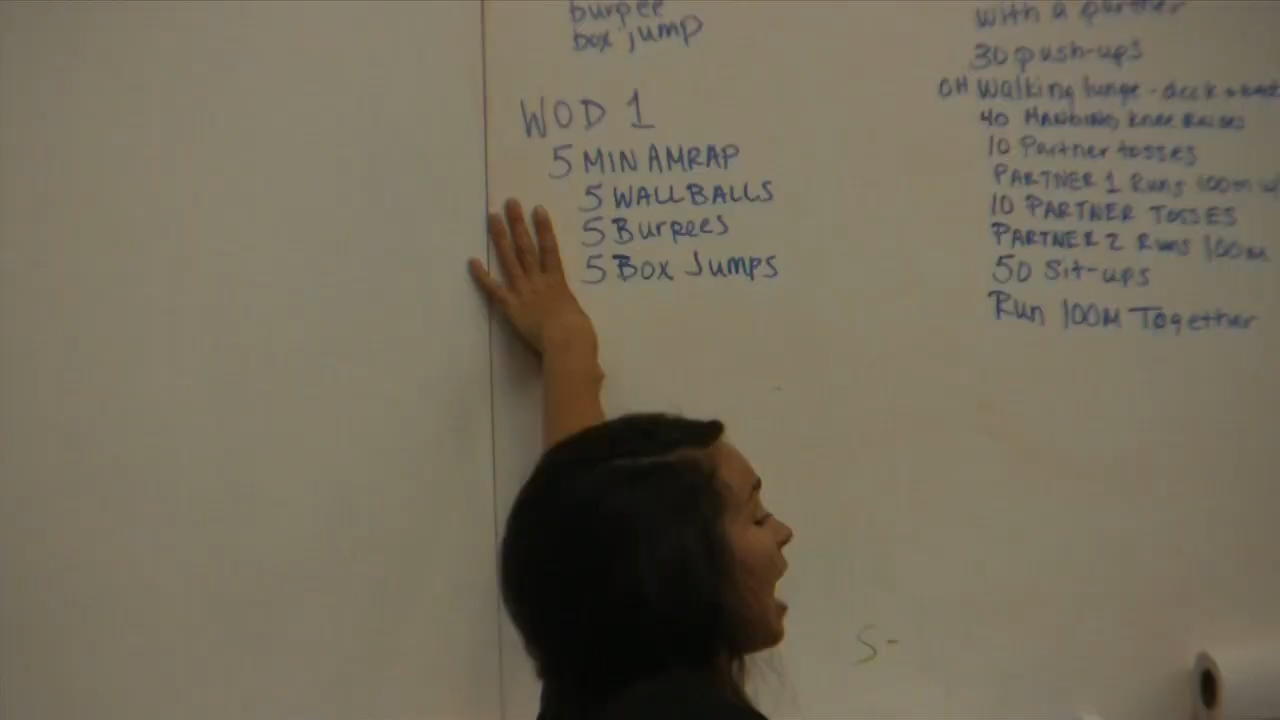 burpee
box jump
WOD 1
5 MIN AMRAP
5 WALLBALLS
5 Burpees
5 Box Jumps
with a partner
30 push-ups
OH Walking lunge - deck
40 HANGING knee RAISES
10 Partner tosses
PARTNER 1 Runs 100m
10 PARTNER TOSSES
PARTNER 2 Runs 100m
50 Sit-ups
Run 100M Together
S-